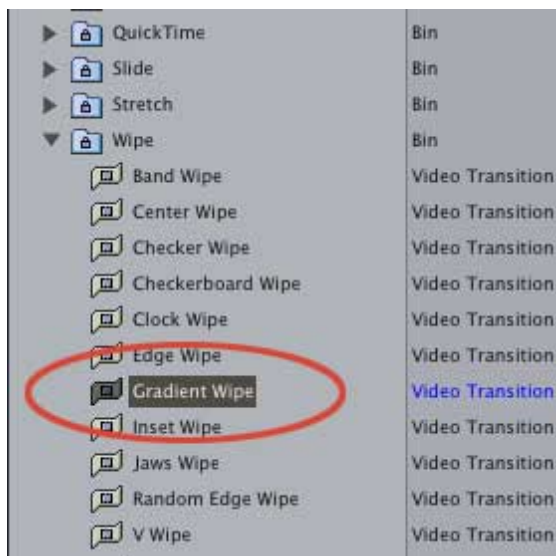 QuickTime Bin
Slide Bin
Stretch Bin
Wipe Bin
Band Wipe Video Transition
Center Wipe Video Transition
Checker Wipe Video Transition
Checkerboard Wipe Video Transition
Clock Wipe Video Transition
Edge Wipe Video Transition
Gradient Wipe Video Transition
Inset Wipe Video Transition
Jaws Wipe Video Transition
Random Edge Wipe Video Transition
V Wipe Video Transition